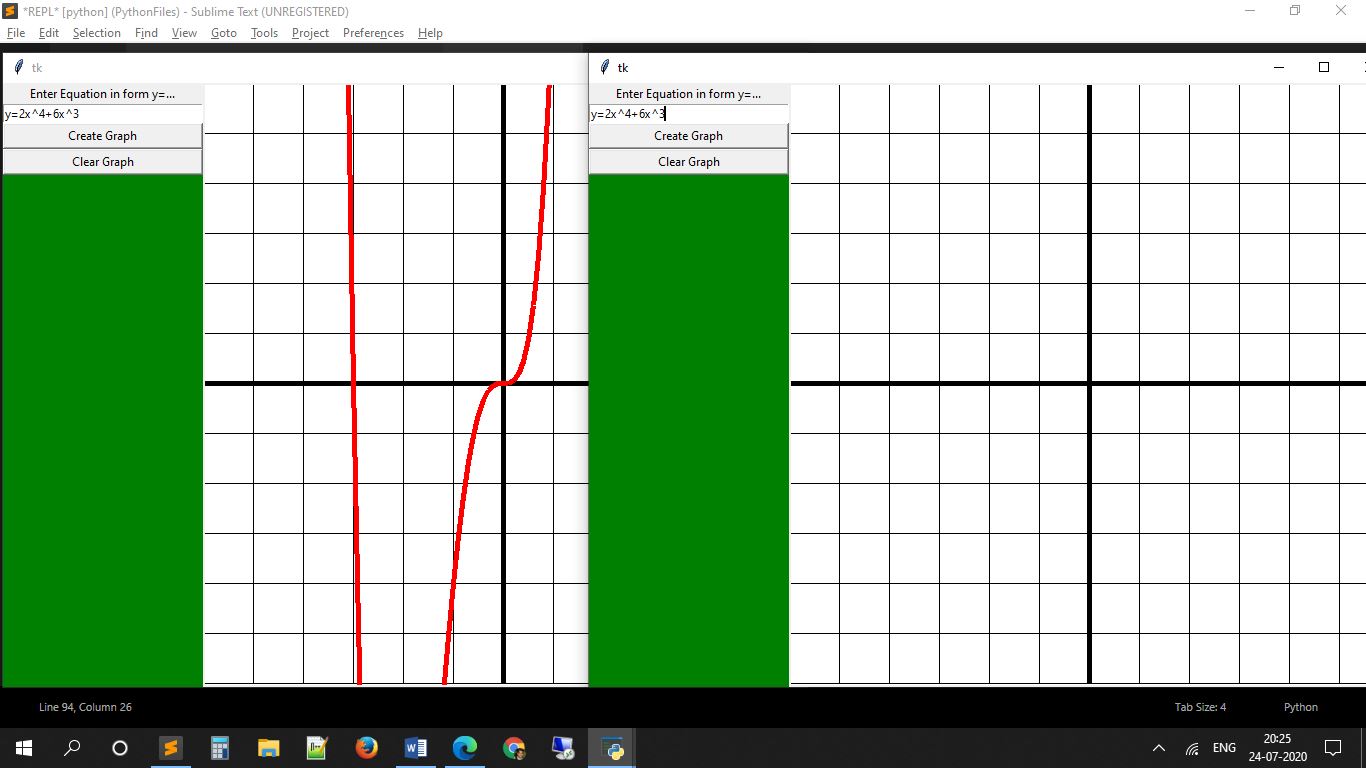 *REPL* [python] (PythonFiles) - Sublime Text (UNREGISTERED)
File Edit Selection Find View Goto Tools Project Preferences Help
tk
Enter Equation in form y=...
y=2x^4+6x^3
Create Graph
Clear Graph
tk
Enter Equation in form y=...
y=2x^4+6x^3
Create Graph
Clear Graph
Line 94, Column 26
Tab Size: 4
Python
ENG
20:25
24-07-2020